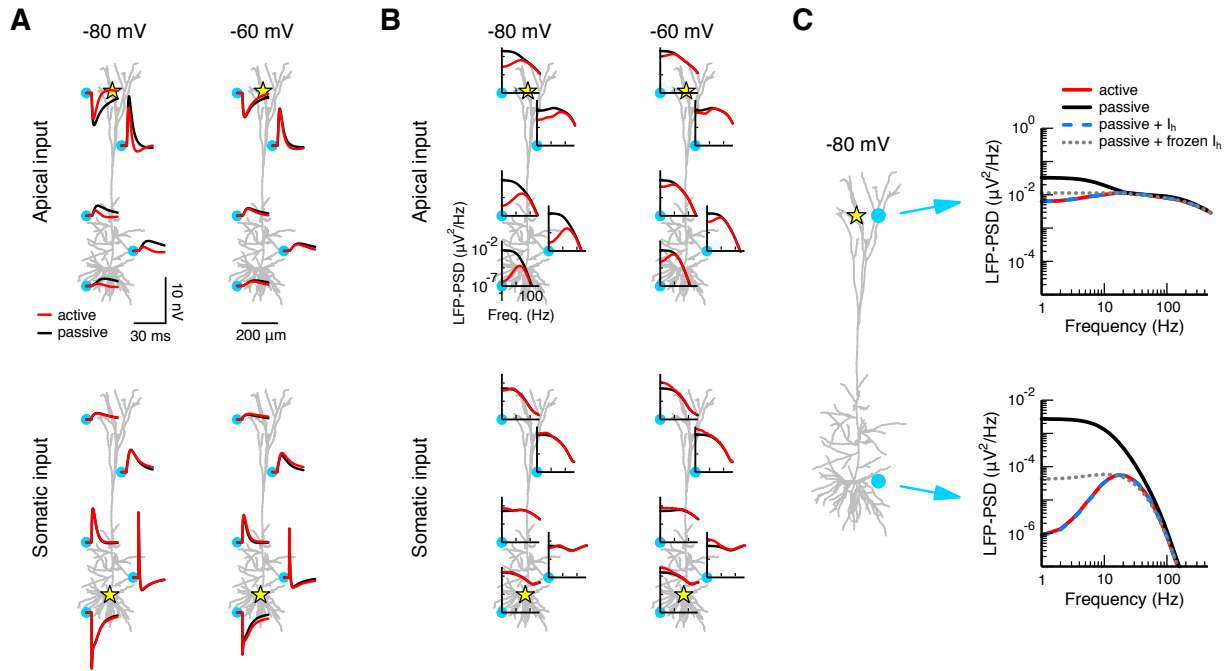 A
-80 mV
-60 mV
Apical input
10 nV
30 ms
200 µm
active
passive
Somatic input
B
-80 mV
-60 mV
Apical input
LFP-PSD (µV²/Hz)
10⁻²
10⁻⁷
1
100
Freq. (Hz)
Somatic input
C
-80 mV
active
passive
passive + Iₕ
passive + frozen Iₕ
LFP-PSD (µV²/Hz)
10⁰
10⁻²
10⁻⁴
1
10
100
Frequency (Hz)
LFP-PSD (µV²/Hz)
10⁻²
10⁻⁴
10⁻⁶
1
10
100
Frequency (Hz)